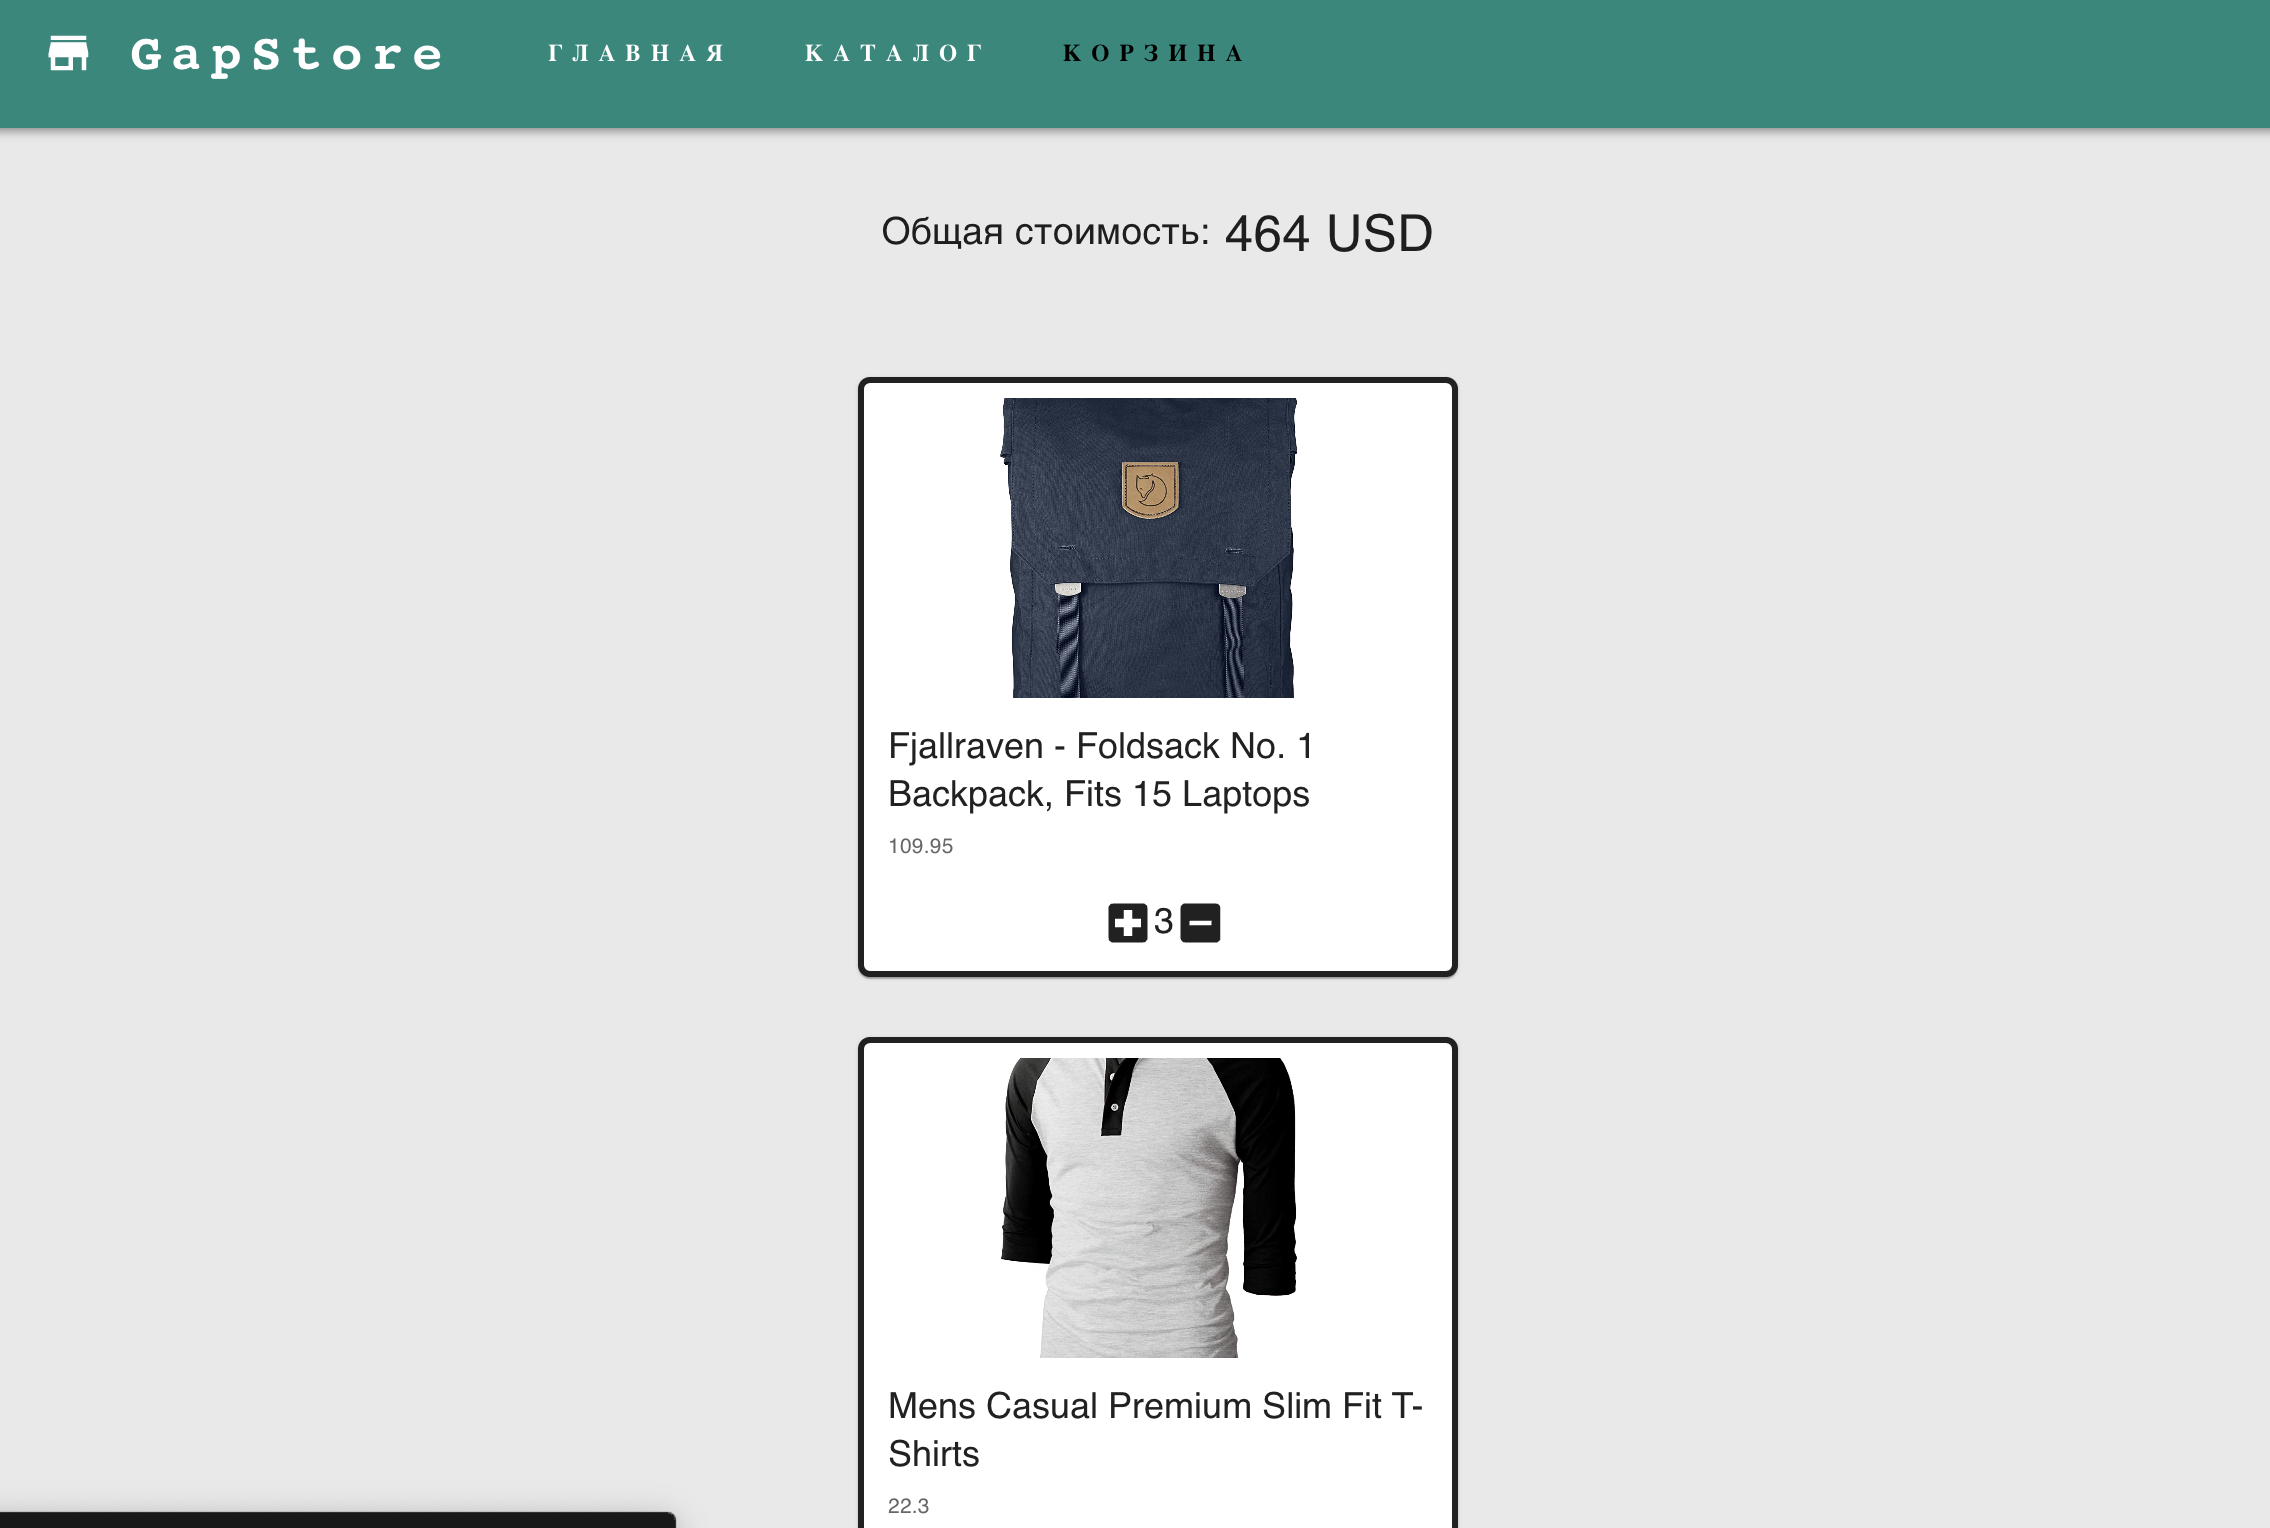 GapStore ГЛАВНАЯ КАТАЛОГ КОРЗИНА
Общая стоимость: 464 USD
Fjallraven - Foldsack No. 1
Backpack, Fits 15 Laptops
109.95
3
Mens Casual Premium Slim Fit T-
Shirts
22.3